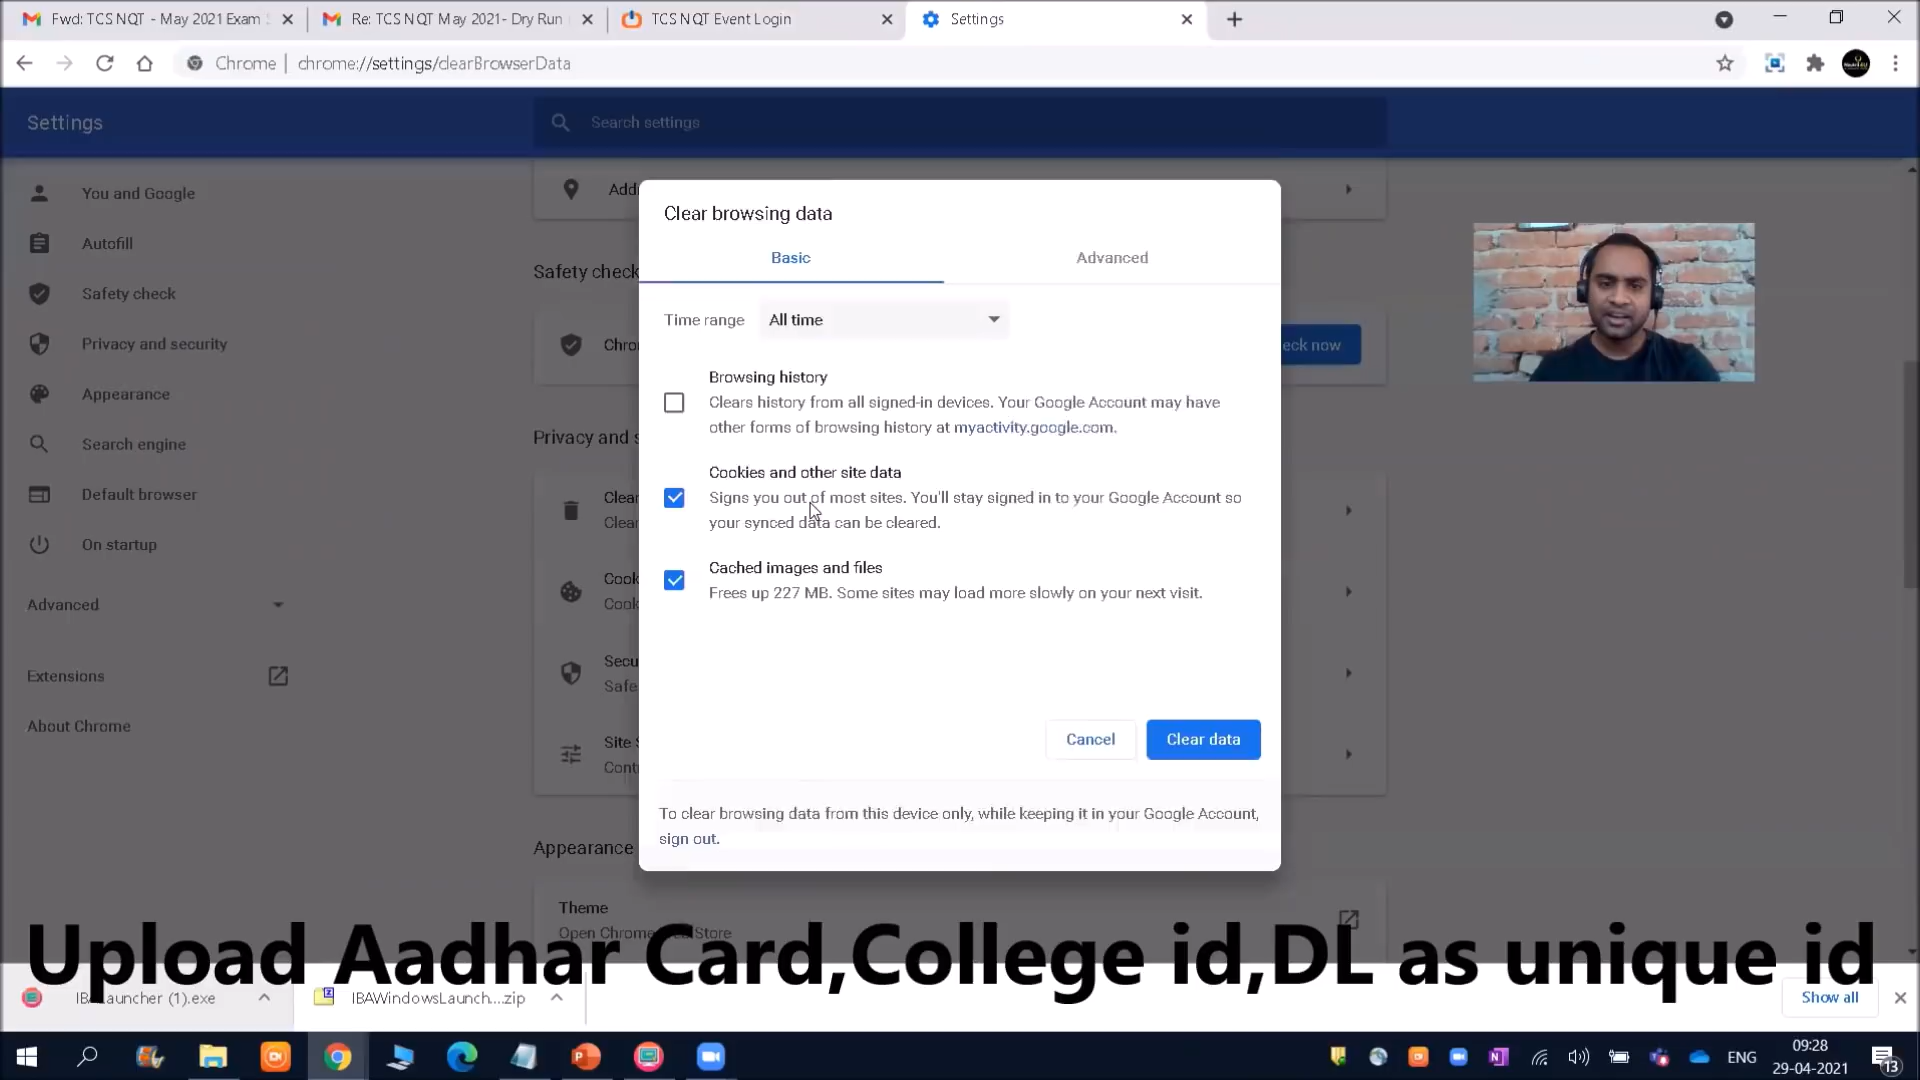 Fwd: TCS NQT - May 2021 Exam S
Re: TCS NQT May 2021- Dry Run
TCS NQT Event Login
Settings
Chrome
chrome://settings/clearBrowserData
Settings
Search settings
You and Google
Autofill
Safety check
Privacy and security
Appearance
Search engine
Default browser
On startup
Advanced
Extensions
About Chrome
Safety check
eck now
Privacy and s
Appearance
Theme
Clear browsing data
Basic
Advanced
Time range
All time
Browsing history
Clears history from all signed-in devices. Your Google Account may have
other forms of browsing history at myactivity.google.com.
Cookies and other site data
Signs you out of most sites. You'll stay signed in to your Google Account so
your synced data can be cleared.
Cached images and files
Frees up 227 MB. Some sites may load more slowly on your next visit.
Cancel
Clear data
To clear browsing data from this device only, while keeping it in your Google Account,
sign out.
Upload Aadhar Card,College id,DL as unique id
IBAWindowsLaunch....zip
Show all
ENG
09:28
29-04-2021
13